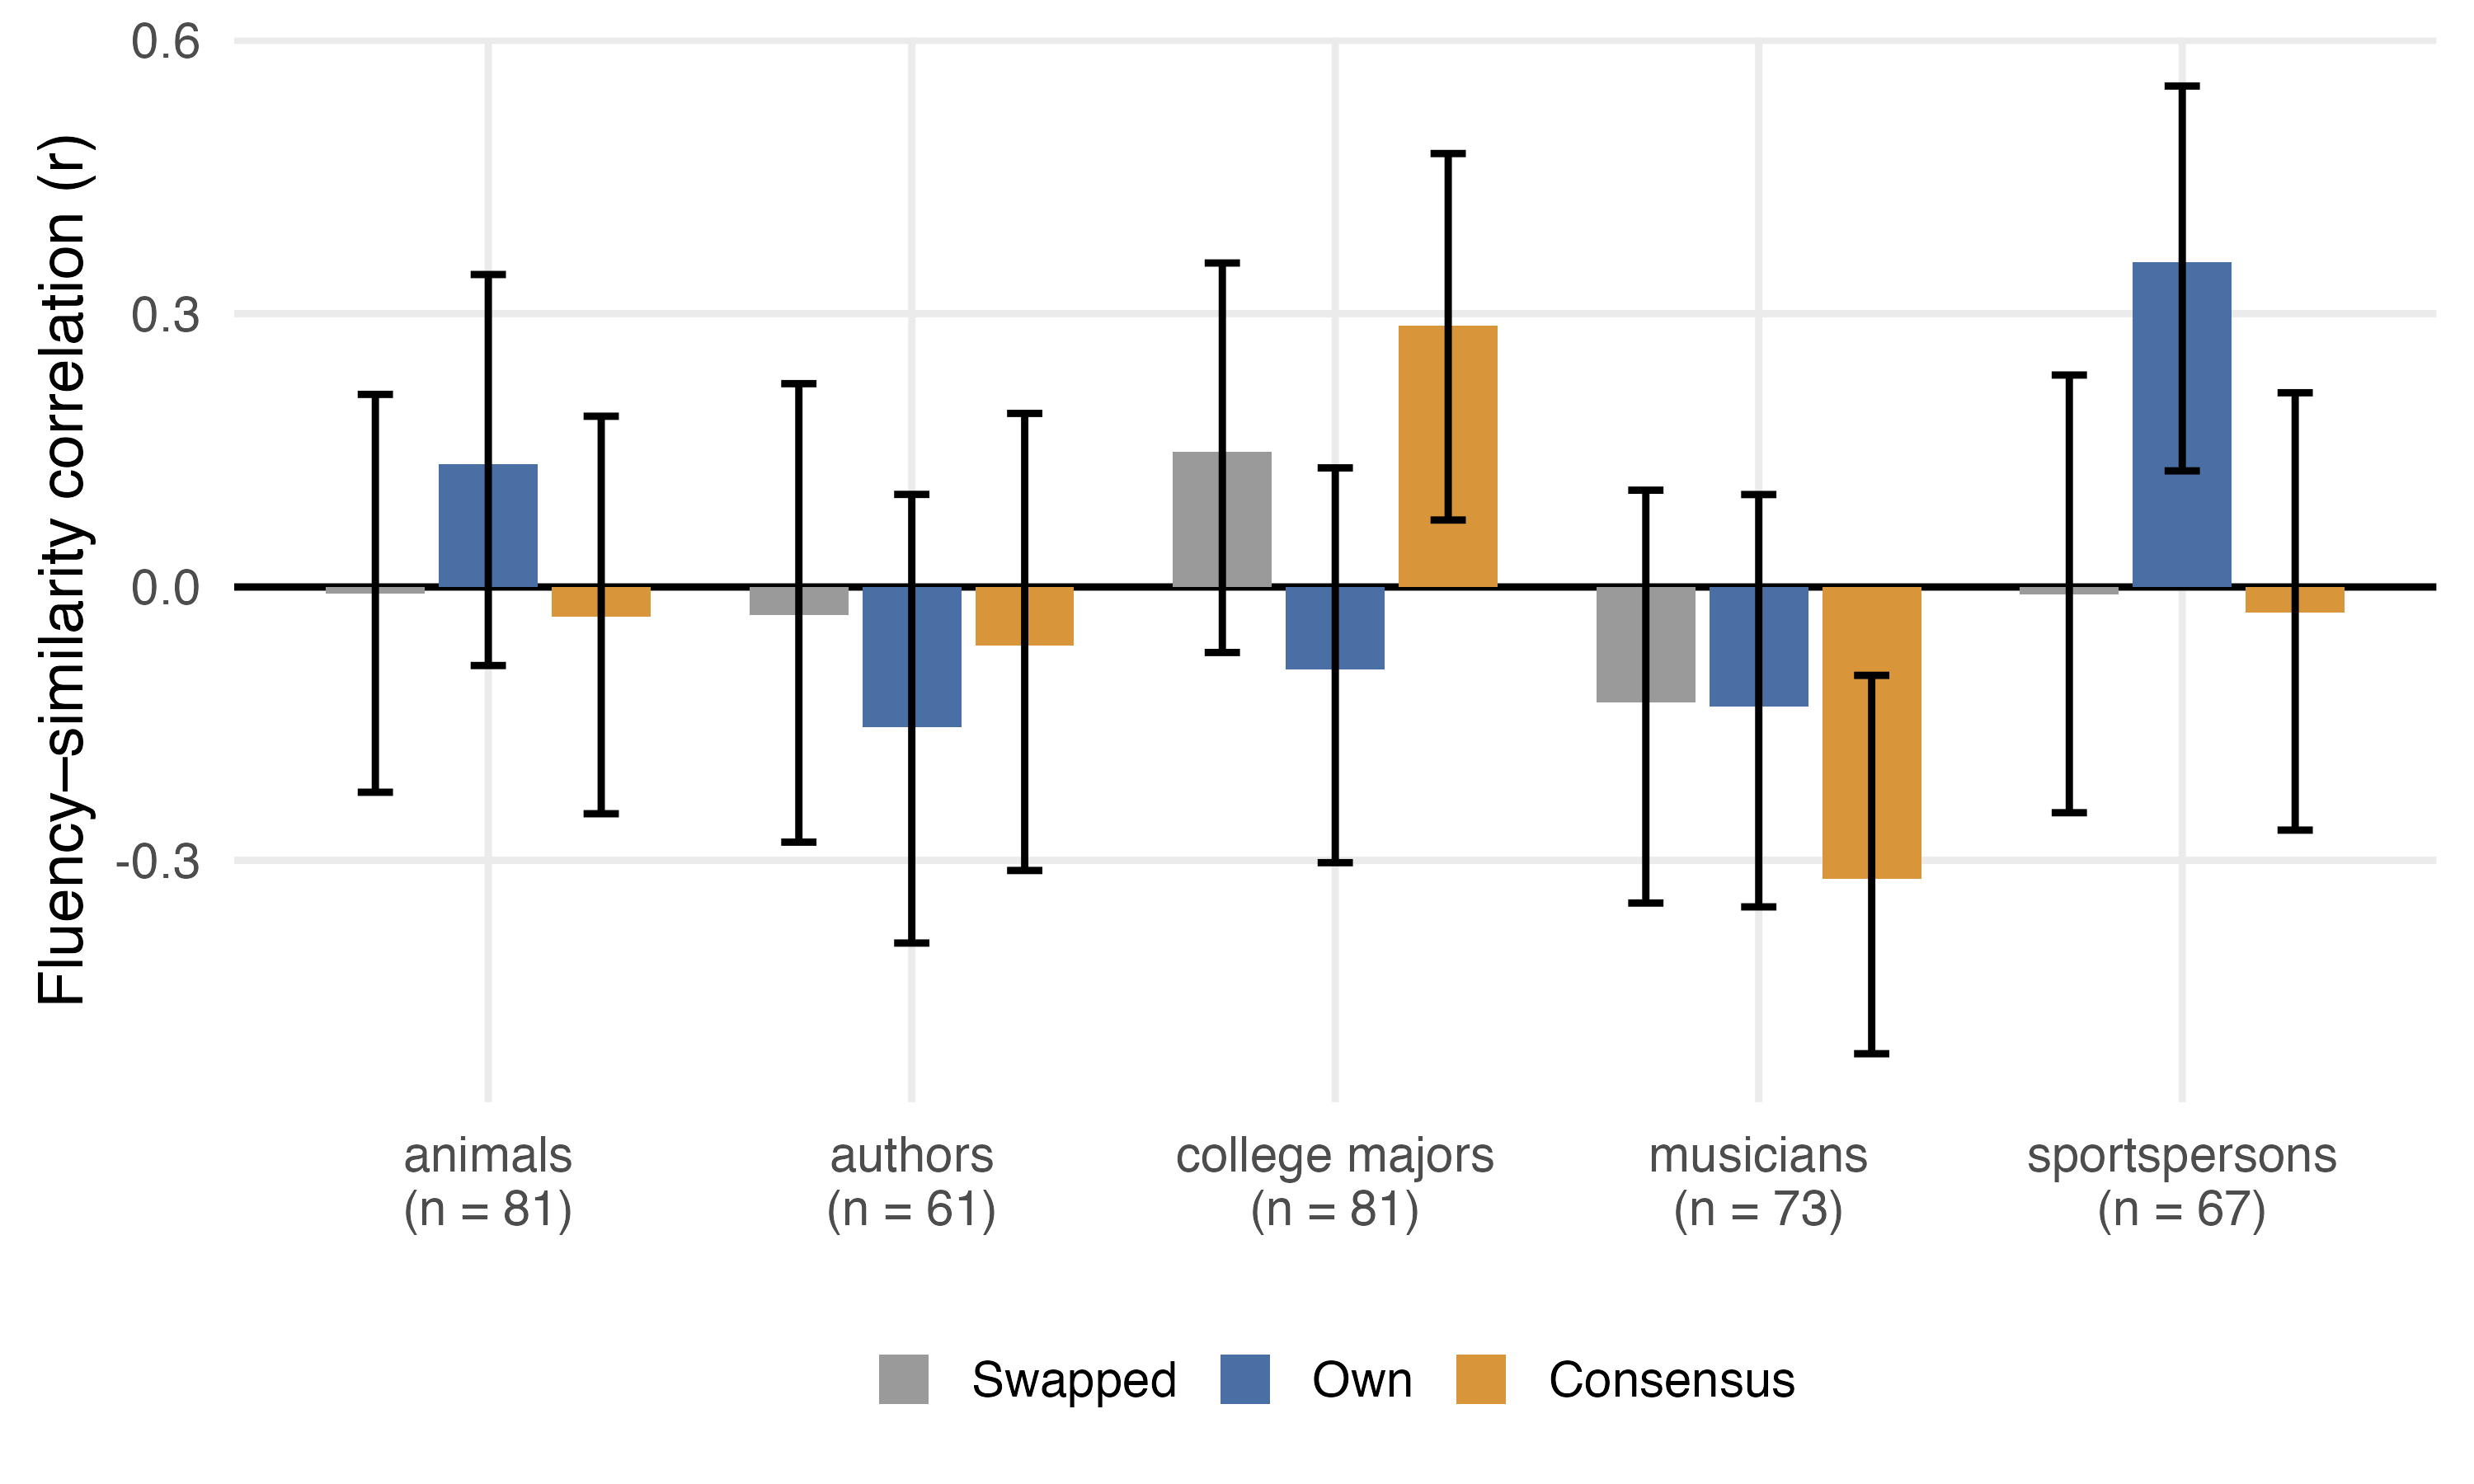 Fluency–similarity correlation (r)
0.6
0.3
0.0
-0.3
animals
(n = 81)
authors
(n = 61)
college majors
(n = 81)
musicians
(n = 73)
sportspersons
(n = 67)
Swapped
Own
Consensus